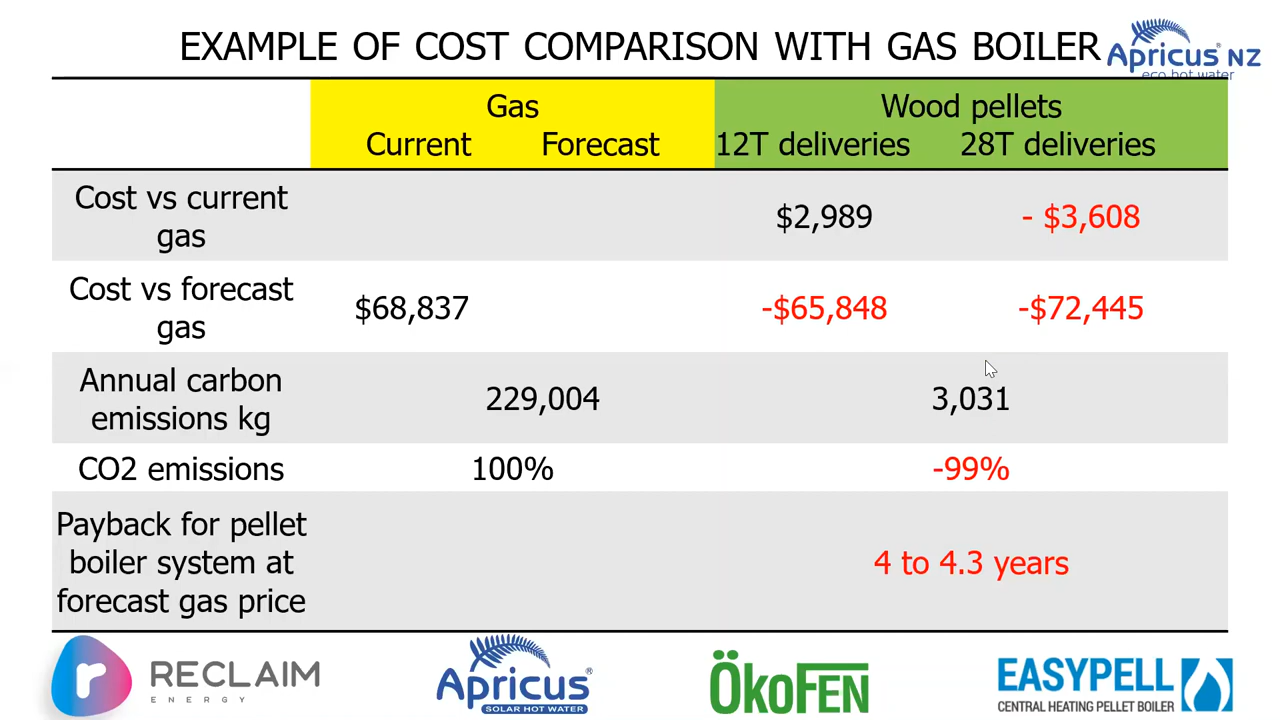 EXAMPLE OF COST COMPARISON WITH GAS BOILER
Apricus NZ
eco hot water
Gas
Wood pellets
Current Forecast 12T deliveries 28T deliveries
Cost vs current
gas
$2,989 - $3,608
Cost vs forecast
gas
$68,837 -$65,848 -$72,445
Annual carbon
emissions kg
229,004 3,031
CO2 emissions 100% -99%
Payback for pellet
boiler system at
forecast gas price
4 to 4.3 years
r RECLAIM
ENERGY
Apricus®
SOLAR HOT WATER
ÖkoFEN
EASYPELL
CENTRAL HEATING PELLET BOILER